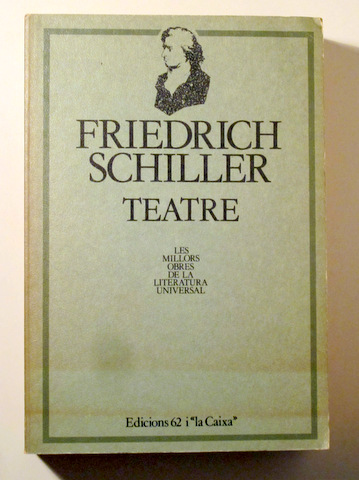 FRIEDRICH
SCHILLER
TEATRE
LES
MILLORS
OBRES
DE LA
LITERATURA
UNIVERSAL
Edicions 62 i "la Caixa"